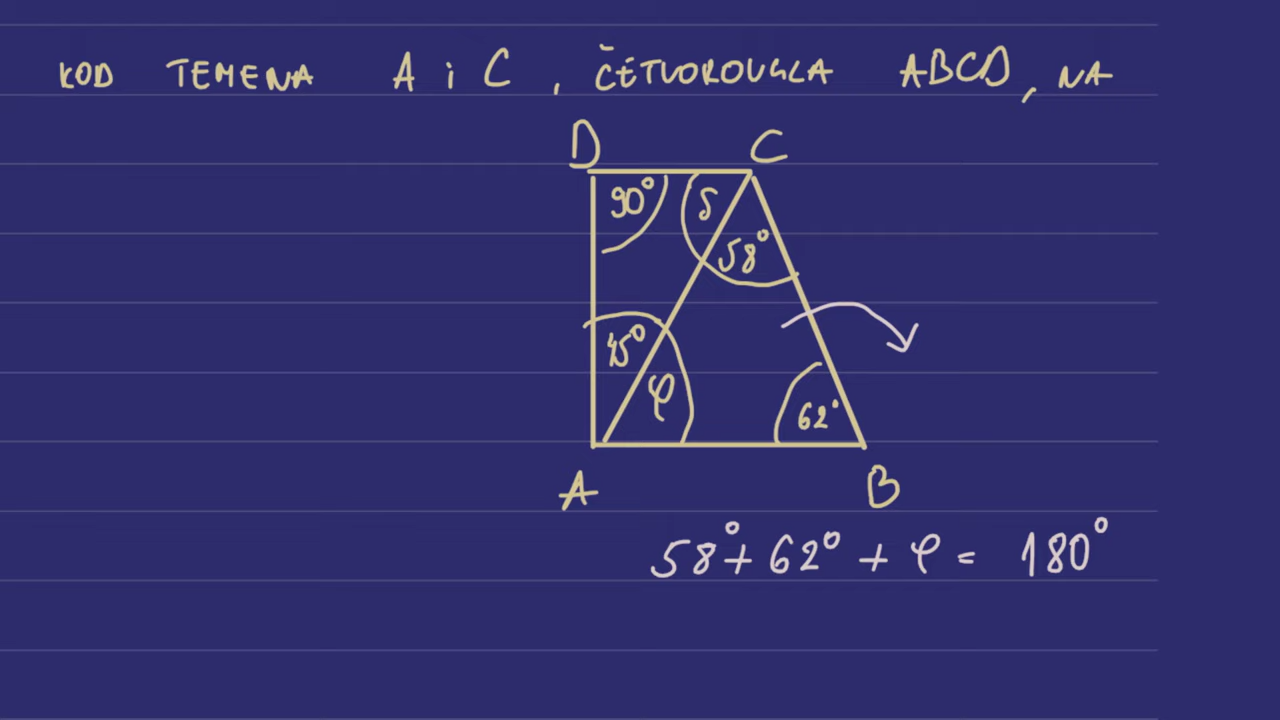 KOD TEMENA A i C, ČETVOROUGLA ABCD, NA
D C
90° δ
58°
45°
φ
62°
A B
58° + 62° + φ = 180°